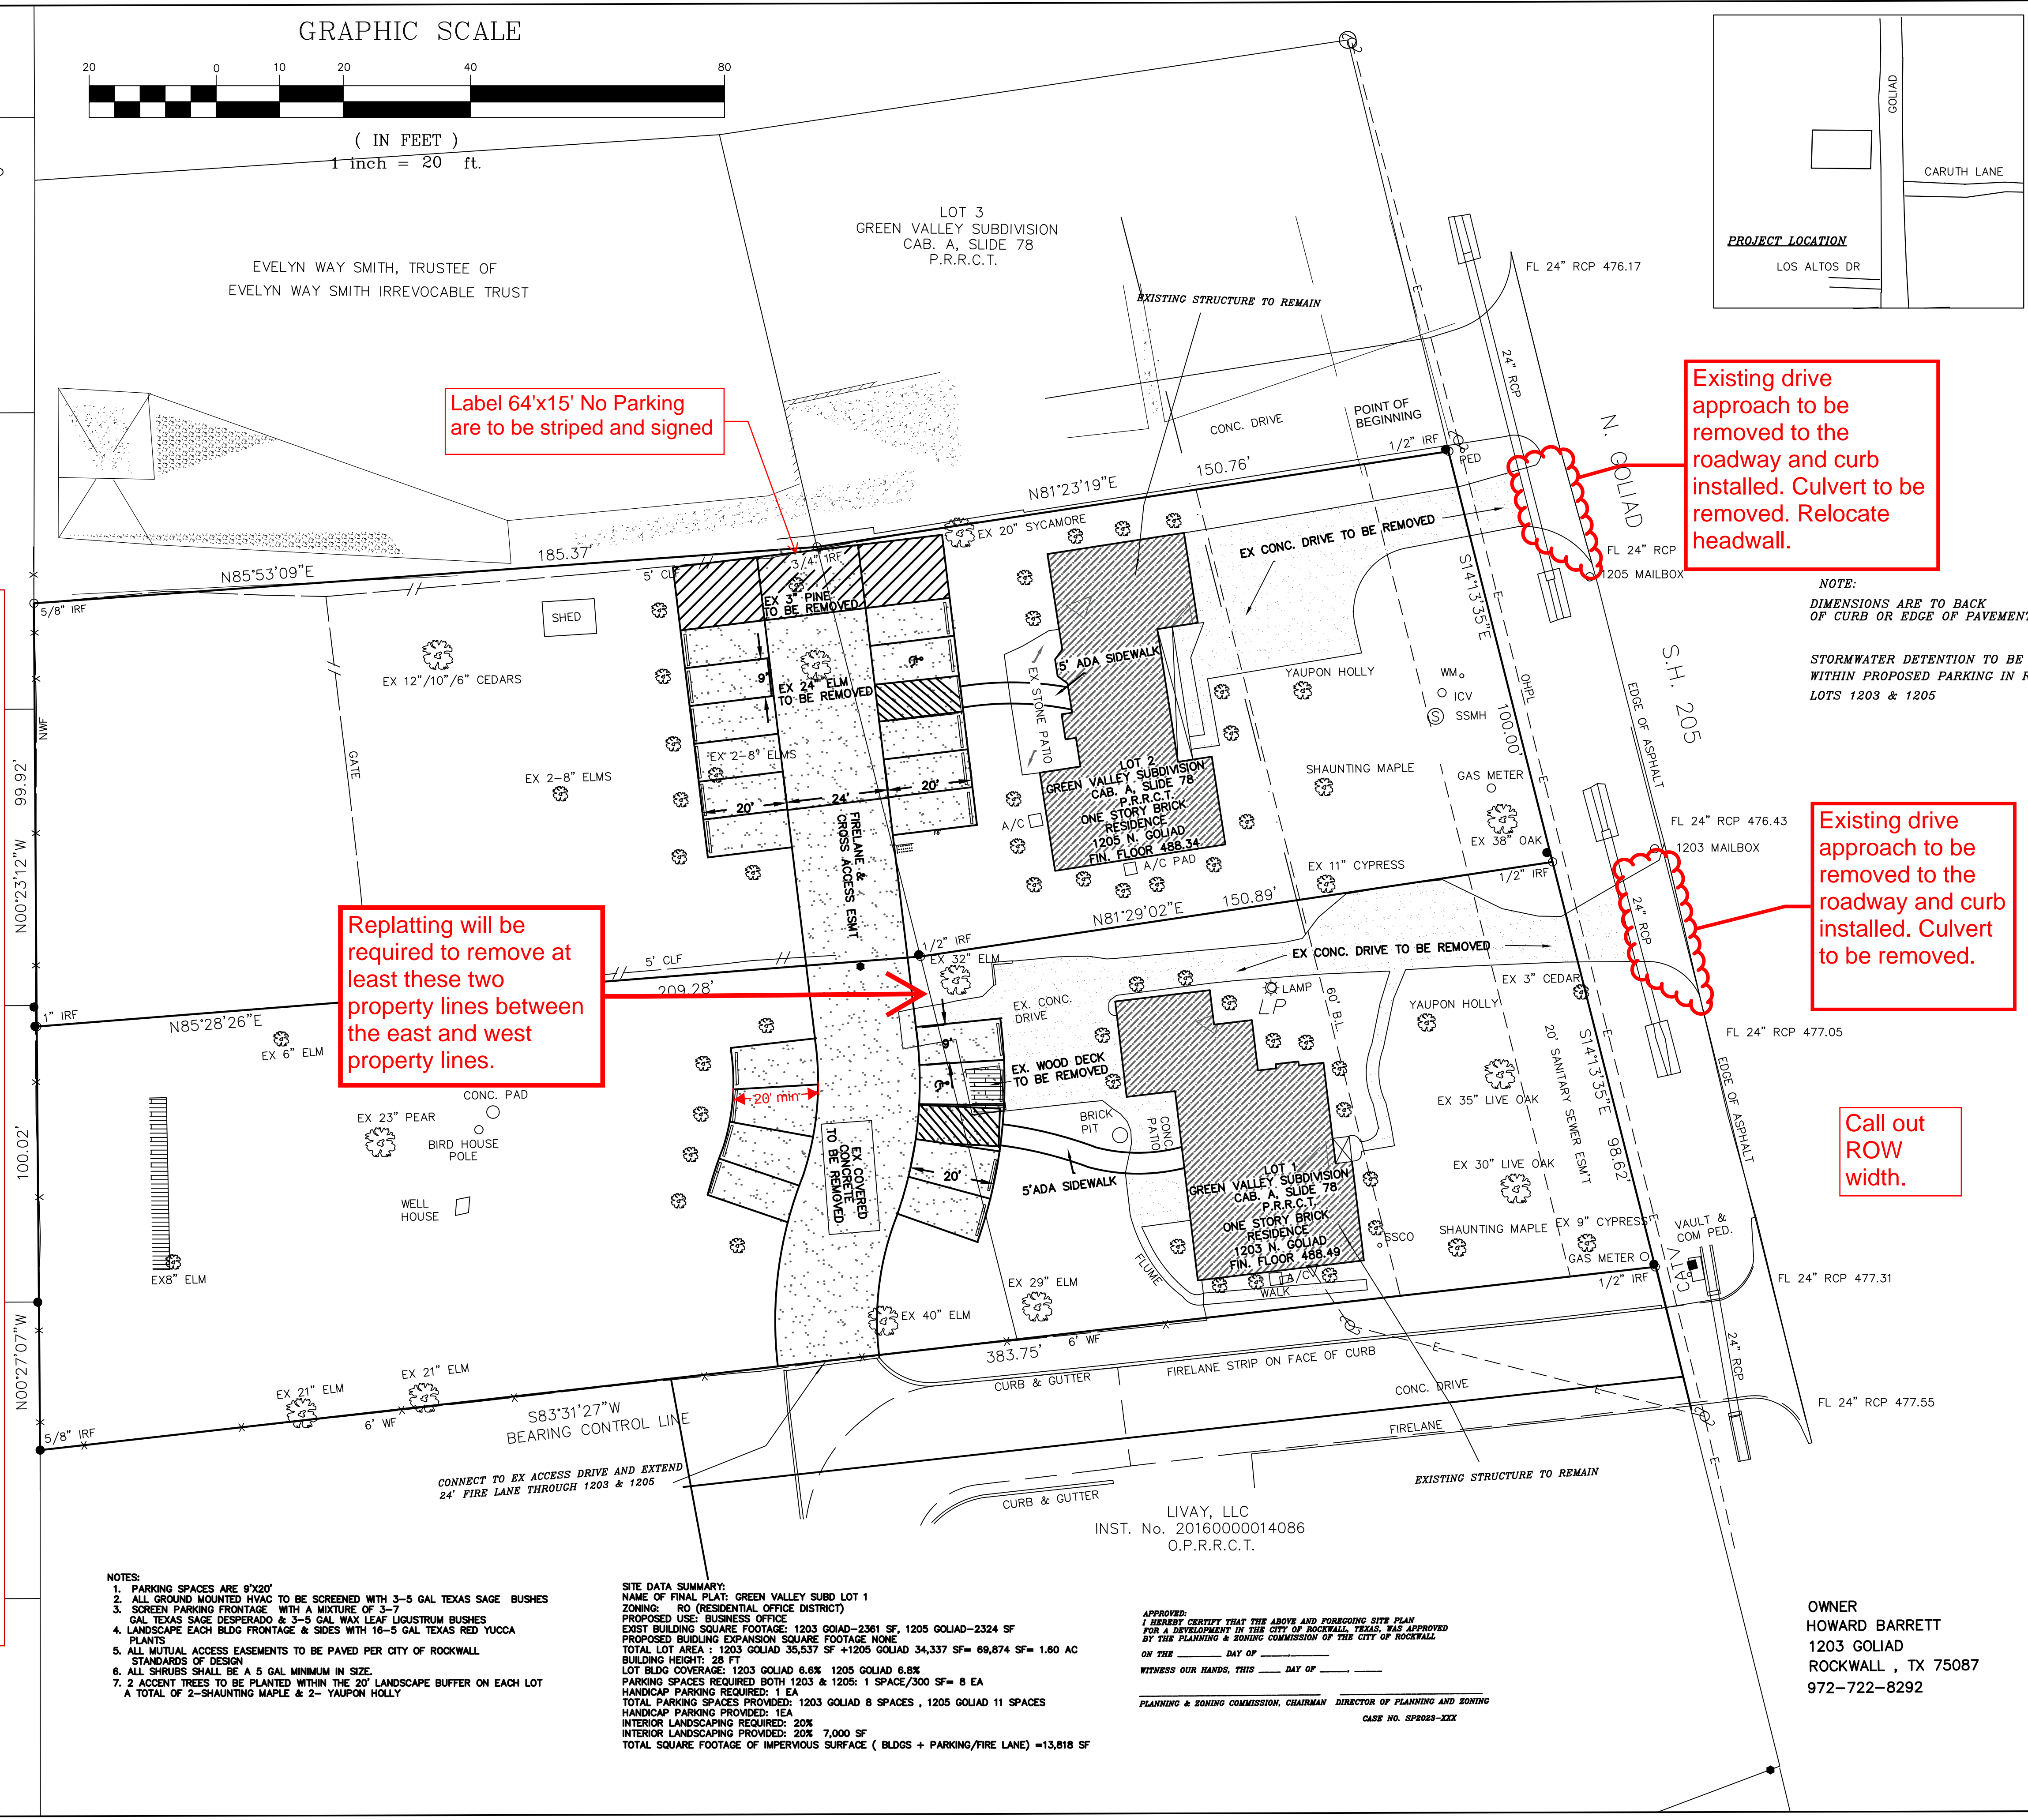 GRAPHIC SCALE
20 0 10 20 40 80
( IN FEET )
1 inch = 20 ft.
GOLIAD
CARUTH LANE
PROJECT LOCATION
LOS ALTOS DR
LOT 3
GREEN VALLEY SUBDIVISION
CAB. A, SLIDE 78
P.R.R.C.T.
EVELYN WAY SMITH, TRUSTEE OF
EVELYN WAY SMITH IRREVOCABLE TRUST
EXISTING STRUCTURE TO REMAIN
FL 24" RCP 476.17
24" RCP
Label 64'x15' No Parking
are to be striped and signed
Existing drive
approach to be
removed to the
roadway and curb
installed. Culvert to be
removed. Relocate
headwall.
CONC. DRIVE
POINT OF
BEGINNING
1/2" IRF
PED
N. GOLIAD
150.76'
N81°23'19"E
EX 20" SYCAMORE
EX CONC. DRIVE TO BE REMOVED
FL 24" RCP
1205 MAILBOX
185.37'
N85°53'09"E
5' CLF
3/4" IRF
5/8" IRF
EX 3" PINE
TO BE REMOVED
SHED
NOTE:
DIMENSIONS ARE TO BACK
OF CURB OR EDGE OF PAVEMENT
STORMWATER DETENTION TO BE
WITHIN PROPOSED PARKING IN R
LOTS 1203 & 1205
S14°13'35"E
100.00'
OHPL
S.H. 205
EDGE OF ASPHALT
EX 12"/10"/6" CEDARS
9'
EX 24" ELM
TO BE REMOVED
5' ADA SIDEWALK
EX STONE PATIO
YAUPON HOLLY
WM
ICV
SSMH
NWF
GATE
EX 2-8" ELMS
EX 2-8" ELMS
20'
24'
20'
FIRELANE &
CROSS ACCESS ESMT
LOT 2
GREEN VALLEY SUBDIVISION
CAB. A, SLIDE 78
P.R.R.C.T.
ONE STORY BRICK
RESIDENCE
1205 N. GOLIAD
FIN. FLOOR 488.34
A/C
A/C PAD
SHAUNTING MAPLE
GAS METER
EX 38" OAK
FL 24" RCP 476.43
1203 MAILBOX
EX 11" CYPRESS
1/2" IRF
99.92'
N00°23'12"W
Existing drive
approach to be
removed to the
roadway and curb
installed. Culvert
to be removed.
24" RCP
150.89'
N81°29'02"E
Replatting will be
required to remove at
least these two
property lines between
the east and west
property lines.
5' CLF
1/2" IRF
EX 32" ELM
209.28'
EX CONC. DRIVE TO BE REMOVED
LAMP
LP
EX 3" CEDAR
1" IRF
N85°28'26"E
EX 6" ELM
EX. CONC.
DRIVE
60' B.L.
YAUPON HOLLY
20' SANITARY SEWER ESMT
S14°13'35"E
98.62'
FL 24" RCP 477.05
EDGE OF ASPHALT
9'
EX. WOOD DECK
TO BE REMOVED
20' min
CONC. PAD
EX 23" PEAR
BIRD HOUSE
POLE
BRICK
PIT
CONC.
PATIO
EX 35" LIVE OAK
Call out
ROW
width.
100.02'
EX COVERED
CONCRETE
TO BE REMOVED
20'
5'ADA SIDEWALK
LOT 1
GREEN VALLEY SUBDIVISION
CAB. A, SLIDE 78
P.R.R.C.T.
ONE STORY BRICK
RESIDENCE
1203 N. GOLIAD
FIN. FLOOR 488.49
EX 30" LIVE OAK
WELL
HOUSE
EX8" ELM
FLUME
SSCO
SHAUNTING MAPLE
EX 9" CYPRESS
VAULT &
COM PED.
GAS METER
1/2" IRF
CATV
FL 24" RCP 477.31
EX 29" ELM
A/C
WALK
EX 40" ELM
N00°27'07"W
383.75'
6' WF
FIRELANE STRIP ON FACE OF CURB
24" RCP
EX 21" ELM
EX 21" ELM
CURB & GUTTER
CONC. DRIVE
FL 24" RCP 477.55
6' WF
S83°31'27"W
BEARING CONTROL LINE
5/8" IRF
FIRELANE
CONNECT TO EX ACCESS DRIVE AND EXTEND
24' FIRE LANE THROUGH 1203 & 1205
CURB & GUTTER
EXISTING STRUCTURE TO REMAIN
LIVAY, LLC
INST. No. 20160000014086
O.P.R.R.C.T.
NOTES:
1. PARKING SPACES ARE 9'X20'
2. ALL GROUND MOUNTED HVAC TO BE SCREENED WITH 3-5 GAL TEXAS SAGE BUSHES
3. SCREEN PARKING FRONTAGE WITH A MIXTURE OF 3-7
GAL TEXAS SAGE DESPERADO & 3-5 GAL WAX LEAF LIGUSTRUM BUSHES
4. LANDSCAPE EACH BLDG FRONTAGE & SIDES WITH 16-5 GAL TEXAS RED YUCCA
PLANTS
5. ALL MUTUAL ACCESS EASEMENTS TO BE PAVED PER CITY OF ROCKWALL
STANDARDS OF DESIGN
6. ALL SHRUBS SHALL BE A 5 GAL MINIMUM IN SIZE.
7. 2 ACCENT TREES TO BE PLANTED WITHIN THE 20' LANDSCAPE BUFFER ON EACH LOT
A TOTAL OF 2-SHAUNTING MAPLE & 2- YAUPON HOLLY
SITE DATA SUMMARY:
NAME OF FINAL PLAT: GREEN VALLEY SUBD LOT 1
ZONING: RO (RESIDENTIAL OFFICE DISTRICT)
PROPOSED USE: BUSINESS OFFICE
EXIST BUILDING SQUARE FOOTAGE: 1203 GOIAD-2361 SF, 1205 GOLIAD-2324 SF
PROPOSED BUIDLING EXPANSION SQUARE FOOTAGE NONE
TOTAL LOT AREA : 1203 GOLIAD 35,537 SF +1205 GOLIAD 34,337 SF= 69,874 SF= 1.60 AC
BUILDING HEIGHT: 28 FT
LOT BLDG COVERAGE: 1203 GOLIAD 6.6% 1205 GOLIAD 6.8%
PARKING SPACES REQUIRED BOTH 1203 & 1205: 1 SPACE/300 SF= 8 EA
HANDICAP PARKING REQUIRED: 1 EA
TOTAL PARKING SPACES PROVIDED: 1203 GOLIAD 8 SPACES , 1205 GOLIAD 11 SPACES
HANDICAP PARKING PROVIDED: 1EA
INTERIOR LANDSCAPING REQUIRED: 20%
INTERIOR LANDSCAPING PROVIDED: 20% 7,000 SF
TOTAL SQUARE FOOTAGE OF IMPERVIOUS SURFACE ( BLDGS + PARKING/FIRE LANE) =13,818 SF
APPROVED:
I HEREBY CERTIFY THAT THE ABOVE AND FOREGOING SITE PLAN
FOR A DEVELOPMENT IN THE CITY OF ROCKWALL, TEXAS, WAS APPROVED
BY THE PLANNING & ZONING COMMISSION OF THE CITY OF ROCKWALL
ON THE ________ DAY OF ______,________
WITNESS OUR HANDS, THIS ____ DAY OF _____, _____
PLANNING & ZONING COMMISSION, CHAIRMAN DIRECTOR OF PLANNING AND ZONING
CASE NO. SP2023-XXX
OWNER
HOWARD BARRETT
1203 GOLIAD
ROCKWALL , TX 75087
972-722-8292